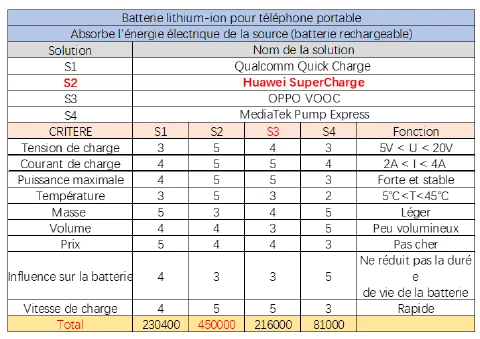 Batterie lithium-ion pour téléphone portable
Absorbe l'énergie électrique de la source (batterie rechargeable)
Solution Nom de la solution
S1 Qualcomm Quick Charge
S2 Huawei SuperCharge
S3 OPPO VOOC
S4 MediaTek Pump Express
CRITERE S1 S2 S3 S4 Fonction
Tension de charge 3 5 4 3 5V < U < 20V
Courant de charge 4 5 5 4 2A < I < 4A
Puissance maximale 4 5 5 3 Forte et stable
Température 3 5 3 2 5℃<T<45℃
Masse 5 3 4 5 Léger
Volume 4 4 3 5 Peu volumineux
Prix 5 4 4 3 Pas cher
Influence sur la batterie 4 3 3 5 Ne réduit pas la duré
e
de vie de la batterie
Vitesse de charge 4 5 5 3 Rapide
Total 230400 450000 216000 81000